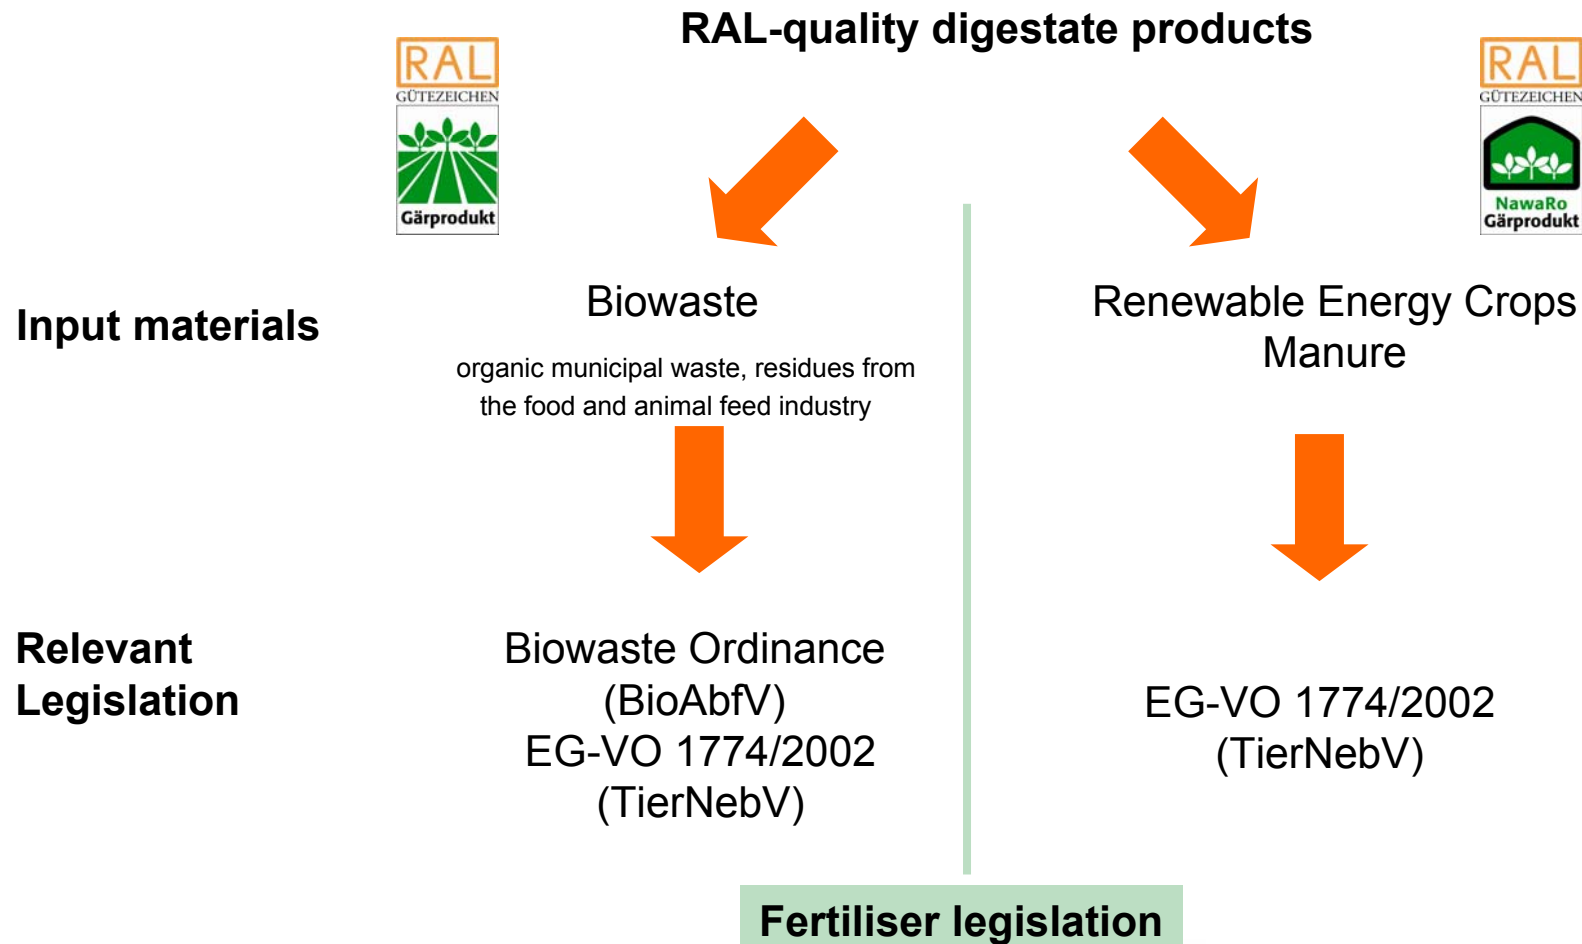 RAL-quality digestate products
RAL
GÜTEZEICHEN
Gärprodukt
RAL
GÜTEZEICHEN
NawaRo
Gärprodukt
Input materials
Biowaste
organic municipal waste, residues from
the food and animal feed industry
Renewable Energy Crops
Manure
Relevant
Legislation
Biowaste Ordinance
(BioAbfV)
EG-VO 1774/2002
(TierNebV)
EG-VO 1774/2002
(TierNebV)
Fertiliser legislation